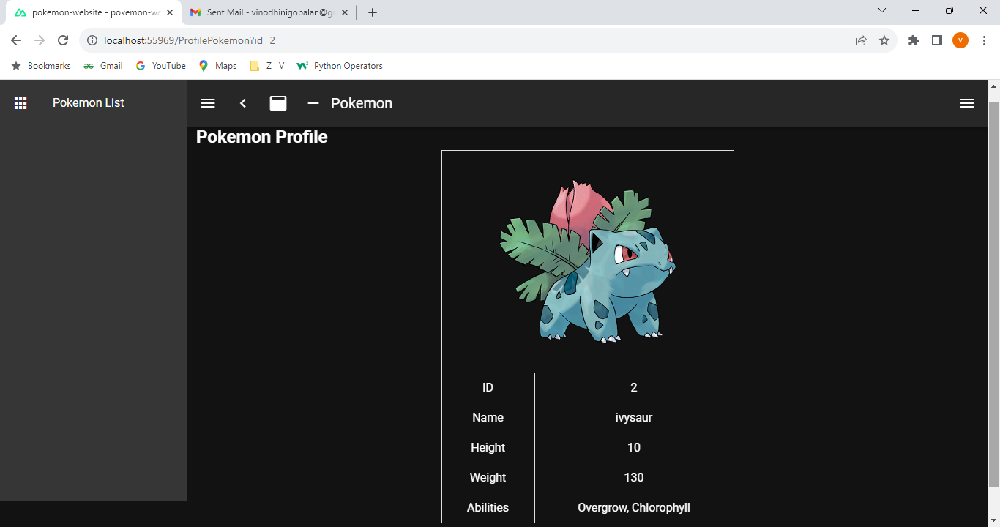 pokemon-website - pokemon-we
Sent Mail - vinodhinigopalan@g
localhost:55969/ProfilePokemon?id=2
V
Bookmarks
Gmail
YouTube
Maps
Z V
Python Operators
Pokemon List
Pokemon
Pokemon Profile
ID 2
Name ivysaur
Height 10
Weight 130
Abilities Overgrow, Chlorophyll